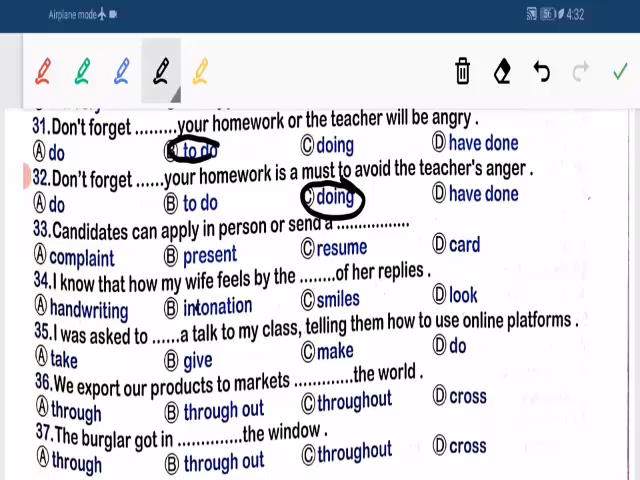 Airplane mode 56 4:32
31.Don't forget .........your homework or the teacher will be angry .
Ⓐ do Ⓑ to do Ⓒ doing Ⓓ have done
32.Don't forget ......your homework is a must to avoid the teacher's anger .
Ⓐ do Ⓑ to do Ⓒ doing Ⓓ have done
33.Candidates can apply in person or send a .................
Ⓐ complaint Ⓑ present Ⓒ resume Ⓓ card
34.I know that how my wife feels by the ........of her replies .
Ⓐ handwriting Ⓑ intonation Ⓒ smiles Ⓓ look
35.I was asked to ......a talk to my class, telling them how to use online platforms .
Ⓐ take Ⓑ give Ⓒ make Ⓓ do
36.We export our products to markets .............the world .
Ⓐ through Ⓑ through out Ⓒ throughout Ⓓ cross
37.The burglar got in ..............the window .
Ⓐ through Ⓑ through out Ⓒ throughout Ⓓ cross